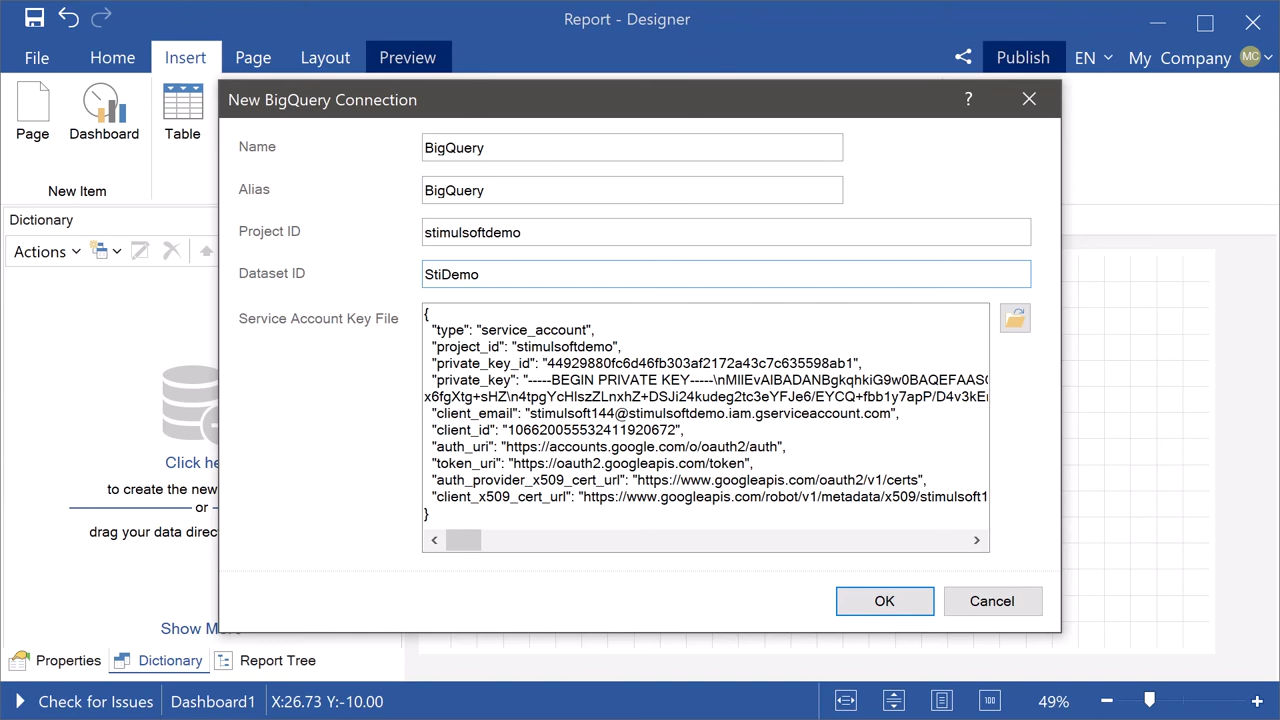 Report - Designer
File Home Insert Page Layout Preview Publish EN My Company MC
Page Dashboard Table
New Item
Dictionary
Actions
Click he
to create the new
or
drag your data direc
Show M
New BigQuery Connection ?
Name BigQuery
Alias BigQuery
Project ID stimulsoftdemo
Dataset ID StiDemo
Service Account Key File
{
"type": "service_account",
"project_id": "stimulsoftdemo",
"private_key_id": "44929880fc6d46fb303af2172a43c7c635598ab1",
"private_key": "-----BEGIN PRIVATE KEY-----\nMIIEvAIBADANBgkqhkiG9w0BAQEFAASC
x6fgXtg+sHZ\n4tpgYcHlszZLnxhZ+DSJi24kudeg2tc3eYFJe6/EYCQ+fbb1y7apP/D4v3kEn
"client_email": "stimulsoft144@stimulsoftdemo.iam.gserviceaccount.com",
"client_id": "106620055532411920672",
"auth_uri": "https://accounts.google.com/o/oauth2/auth",
"token_uri": "https://oauth2.googleapis.com/token",
"auth_provider_x509_cert_url": "https://www.googleapis.com/oauth2/v1/certs",
"client_x509_cert_url": "https://www.googleapis.com/robot/v1/metadata/x509/stimulsoft1
}
OK Cancel
Properties Dictionary Report Tree
Check for Issues Dashboard1 X:26.73 Y:-10.00 100 49%